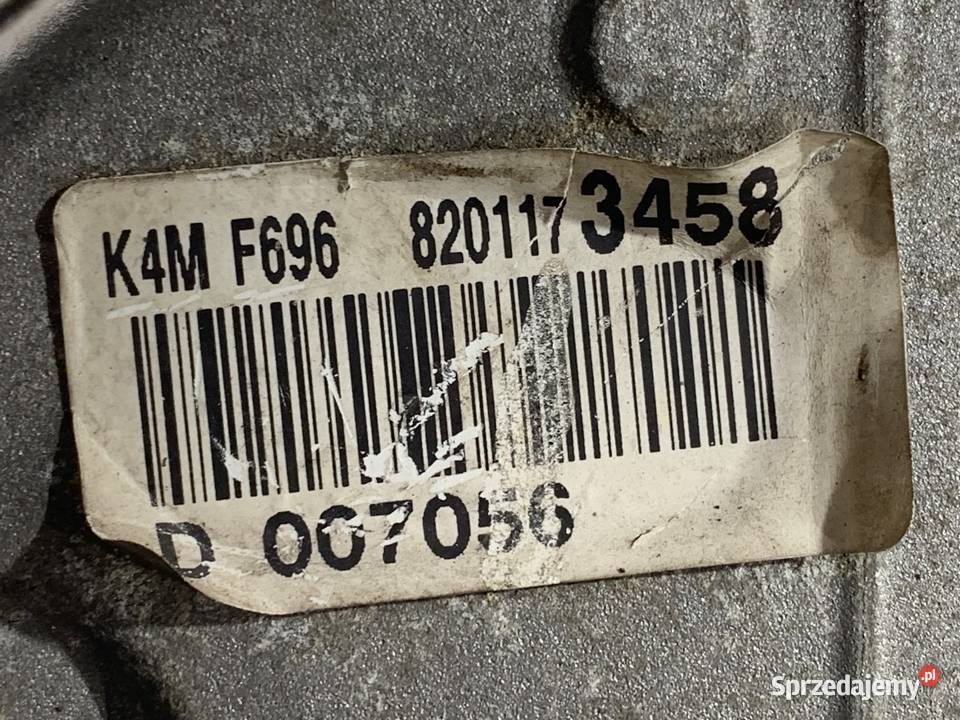 K4M F696 8201173458
D 007056
Sprzedajemy.pl